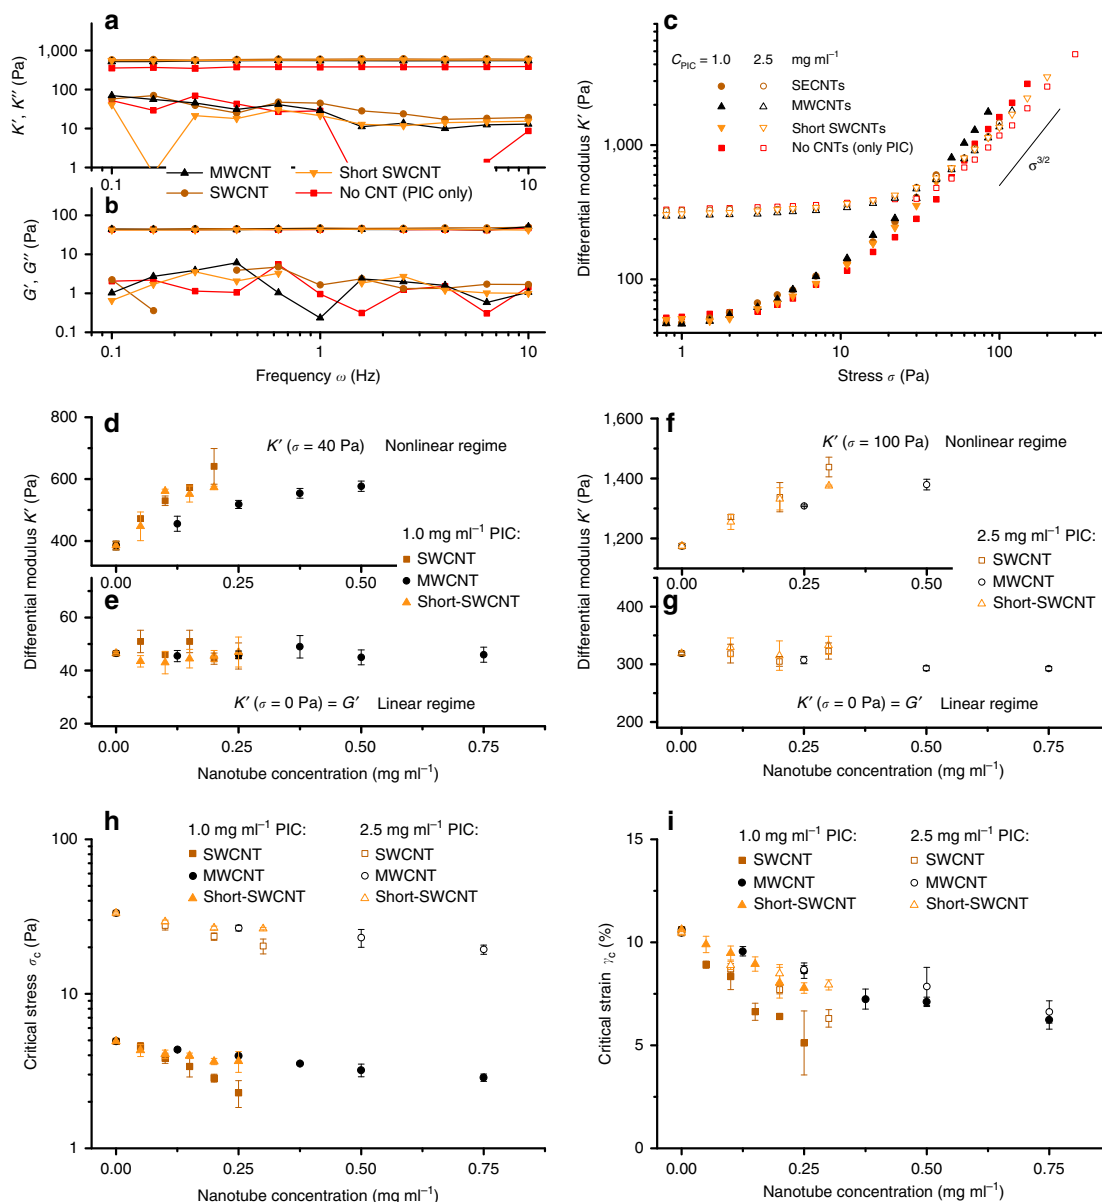 a
K′, K″ (Pa)
1,000
100
10
1
0.1
10
MWCNT
Short SWCNT
SWCNT
No CNT (PIC only)
b
G′, G″ (Pa)
100
10
1
0.1
0.1
1
10
Frequency ω (Hz)
c
Differential modulus K′ (Pa)
C_PIC = 1.0 2.5 mg ml⁻¹
SECNTs
MWCNTs
Short SWCNTs
No CNTs (only PIC)
σ³/²
1,000
100
1
10
100
Stress σ (Pa)
d
800
600
400
K′ (σ = 40 Pa) Nonlinear regime
0.00
0.25
0.50
1.0 mg ml⁻¹ PIC:
SWCNT
MWCNT
Short-SWCNT
Differential modulus K′ (Pa)
e
60
40
20
K′ (σ = 0 Pa) = G′ Linear regime
0.00
0.25
0.50
0.75
Nanotube concentration (mg ml⁻¹)
f
1,600
1,400
1,200
K′ (σ = 100 Pa) Nonlinear regime
0.00
0.25
0.50
2.5 mg ml⁻¹ PIC:
SWCNT
MWCNT
Short-SWCNT
Differential modulus K′ (Pa)
g
400
300
200
K′ (σ = 0 Pa) = G′ Linear regime
0.00
0.25
0.50
0.75
Nanotube concentration (mg ml⁻¹)
h
100
10
1
Critical stress σc (Pa)
1.0 mg ml⁻¹ PIC: 2.5 mg ml⁻¹ PIC:
SWCNT SWCNT
MWCNT MWCNT
Short-SWCNT Short-SWCNT
0.00
0.25
0.50
0.75
Nanotube concentration (mg ml⁻¹)
i
15
10
5
0
Critical strain γc (%)
1.0 mg ml⁻¹ PIC: 2.5 mg ml⁻¹ PIC:
SWCNT SWCNT
MWCNT MWCNT
Short-SWCNT Short-SWCNT
0.00
0.25
0.50
0.75
Nanotube concentration (mg ml⁻¹)